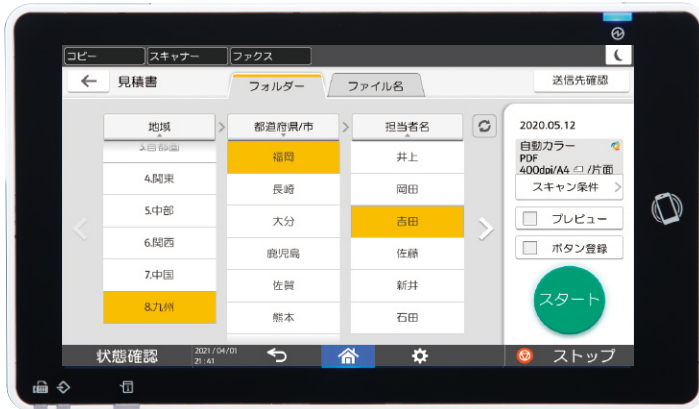 コピー
スキャナー
ファックス
見積書
フォルダー
ファイル名
送信先確認
地域
都道府県/市
担当者名
4.関東
5.中部
6.関西
7.中国
8.九州
福岡
長崎
大分
鹿児島
佐賀
熊本
井上
岡田
吉田
佐藤
新井
石田
2020.05.12
自動カラー
PDF
400dpi/A4 /片面
スキャン条件
プレビュー
ボタン登録
スタート
状態確認
2021/04/01
21:41
ストップ